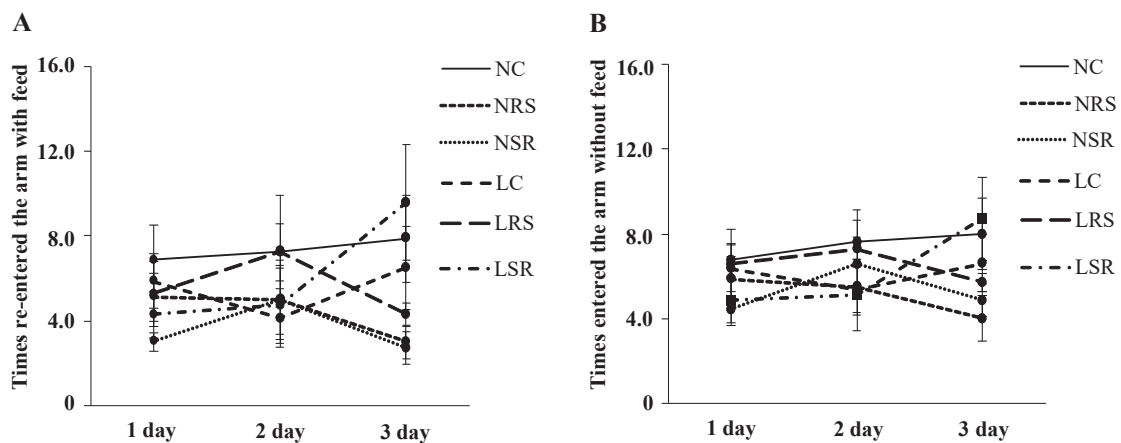 A
Times re-entered the arm with feed
16.0
12.0
8.0
4.0
0
1 day 2 day 3 day
NC
NRS
NSR
LC
LRS
LSR
B
Times entered the arm without feed
16.0
12.0
8.0
4.0
0
1 day 2 day 3 day
NC
NRS
NSR
LC
LRS
LSR